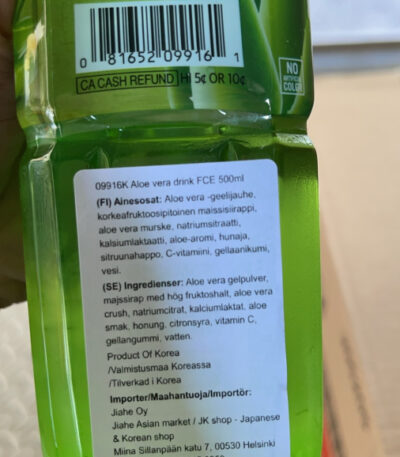 0 81652 09916 1
CA CASH REFUND HI 5¢ OR 10¢
NO
ARTIFICIAL
COLOR
09916K Aloe vera drink FCE 500ml
(FI) Ainesosat: Aloe vera -geelijauhe,
korkeafruktoosipitoinen maissisiirappi,
aloe vera murske, natriumsitraatti,
kalsiumlaktaatti, aloe-aromi, hunaja,
sitruunahappo, C-vitamiini, gellaanikumi,
vesi.
(SE) Ingredienser: Aloe vera gelpulver,
majssirap med hög fruktoshalt, aloe vera
crush, natriumcitrat, kalciumlaktat, aloe
smak, honung, citronsyra, vitamin C,
gellangummi, vatten.
Product Of Korea
/Valmistusmaa Koreassa
/Tilverkad i Korea
Importer/Maahantuoja/Importör:
Jiahe Oy
Jiahe Asian market / JK shop - Japanese
& Korean shop
Miina Sillanpään katu 7, 00530 Helsinki